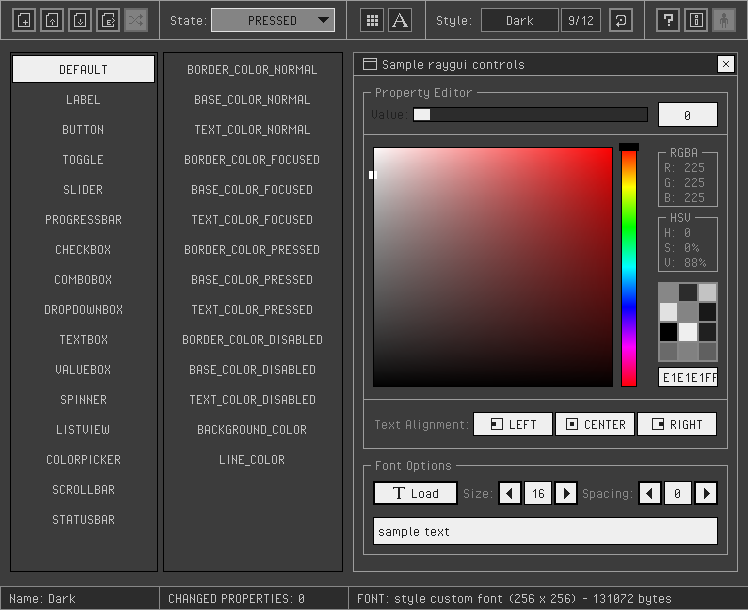 State: PRESSED Style: Dark 9/12
DEFAULT
LABEL
BUTTON
TOGGLE
SLIDER
PROGRESSBAR
CHECKBOX
COMBOBOX
DROPDOWNBOX
TEXTBOX
VALUEBOX
SPINNER
LISTVIEW
COLORPICKER
SCROLLBAR
STATUSBAR
BORDER_COLOR_NORMAL
BASE_COLOR_NORMAL
TEXT_COLOR_NORMAL
BORDER_COLOR_FOCUSED
BASE_COLOR_FOCUSED
TEXT_COLOR_FOCUSED
BORDER_COLOR_PRESSED
BASE_COLOR_PRESSED
TEXT_COLOR_PRESSED
BORDER_COLOR_DISABLED
BASE_COLOR_DISABLED
TEXT_COLOR_DISABLED
BACKGROUND_COLOR
LINE_COLOR
Sample raygui controls
Property Editor
Value: 0
RGBA
R: 225
G: 225
B: 225
HSV
H: 0
S: 0%
V: 88%
E1E1E1FF
Text Alignment: LEFT CENTER RIGHT
Font Options
Load Size: 16 Spacing: 0
sample text
Name: Dark CHANGED PROPERTIES: 0 FONT: style custom font (256 x 256) - 131072 bytes